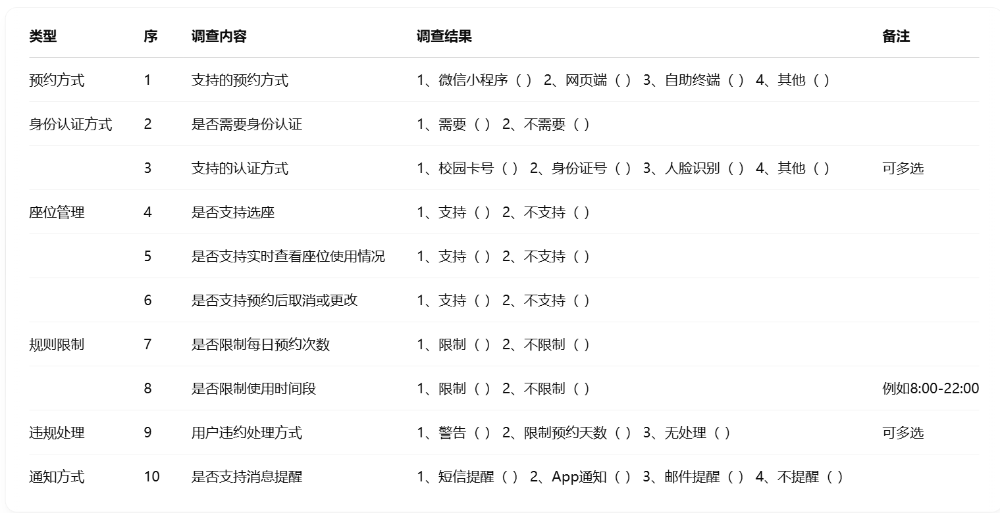 类型 序 调查内容 调查结果 备注
预约方式 1 支持的预约方式 1、微信小程序（ ） 2、网页端（ ） 3、自助终端（ ） 4、其他（ ）
身份认证方式 2 是否需要身份认证 1、需要（ ） 2、不需要（ ）
3 支持的认证方式 1、校园卡号（ ） 2、身份证号（ ） 3、人脸识别（ ） 4、其他（ ） 可多选
座位管理 4 是否支持选座 1、支持（ ） 2、不支持（ ）
5 是否支持实时查看座位使用情况 1、支持（ ） 2、不支持（ ）
6 是否支持预约后取消或更改 1、支持（ ） 2、不支持（ ）
规则限制 7 是否限制每日预约次数 1、限制（ ） 2、不限制（ ）
8 是否限制使用时间段 1、限制（ ） 2、不限制（ ） 例如8:00-22:00
违规处理 9 用户违约处理方式 1、警告（ ） 2、限制预约天数（ ） 3、无处理（ ） 可多选
通知方式 10 是否支持消息提醒 1、短信提醒（ ） 2、App通知（ ） 3、邮件提醒（ ） 4、不提醒（ ）